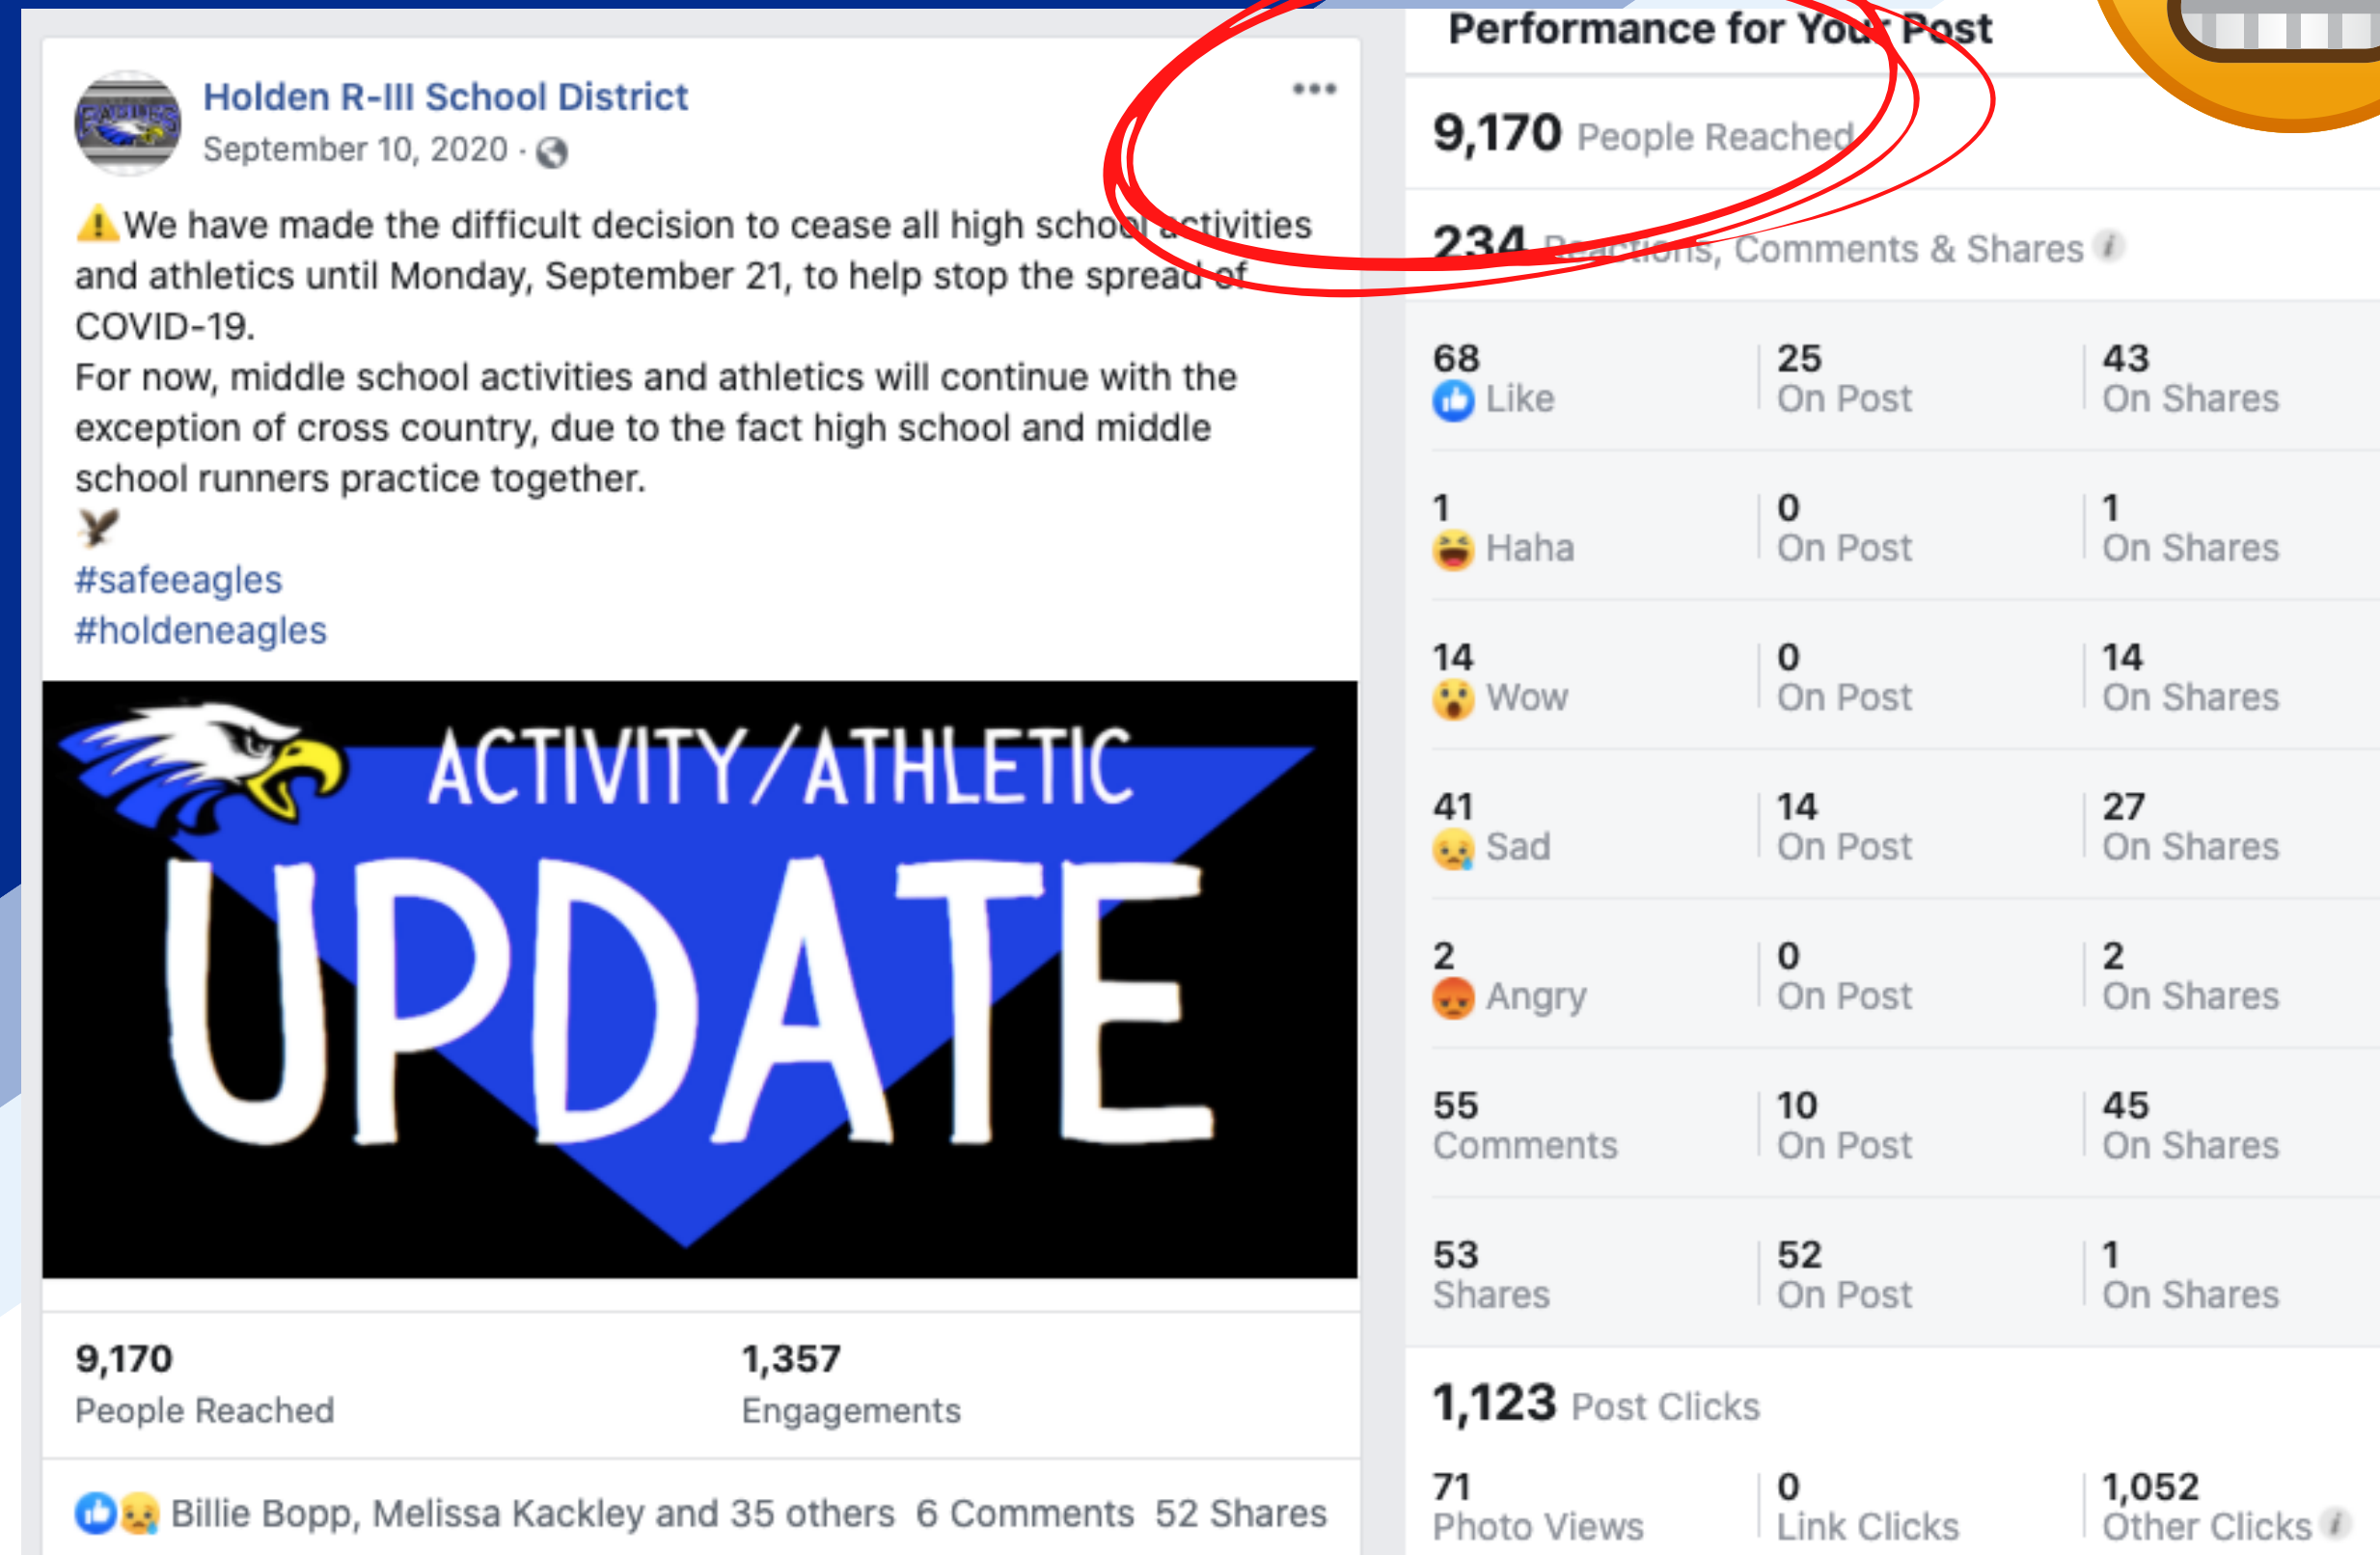 Holden R-III School District
September 10, 2020 ·
We have made the difficult decision to cease all high school activities
and athletics until Monday, September 21, to help stop the spread of
COVID-19.
For now, middle school activities and athletics will continue with the
exception of cross country, due to the fact high school and middle
school runners practice together.
#safeeagles
#holdeneagles
EAGLES
ACTIVITY/ATHLETIC
UPDATE
9,170 1,357
People Reached Engagements
Billie Bopp, Melissa Kackley and 35 others 6 Comments 52 Shares
Performance for Your Post
9,170 People Reached
234 Reactions, Comments & Shares
68 25 43
Like On Post On Shares
1 0 1
Haha On Post On Shares
14 0 14
Wow On Post On Shares
41 14 27
Sad On Post On Shares
2 0 2
Angry On Post On Shares
55 10 45
Comments On Post On Shares
53 52 1
Shares On Post On Shares
1,123 Post Clicks
71 0 1,052
Photo Views Link Clicks Other Clicks